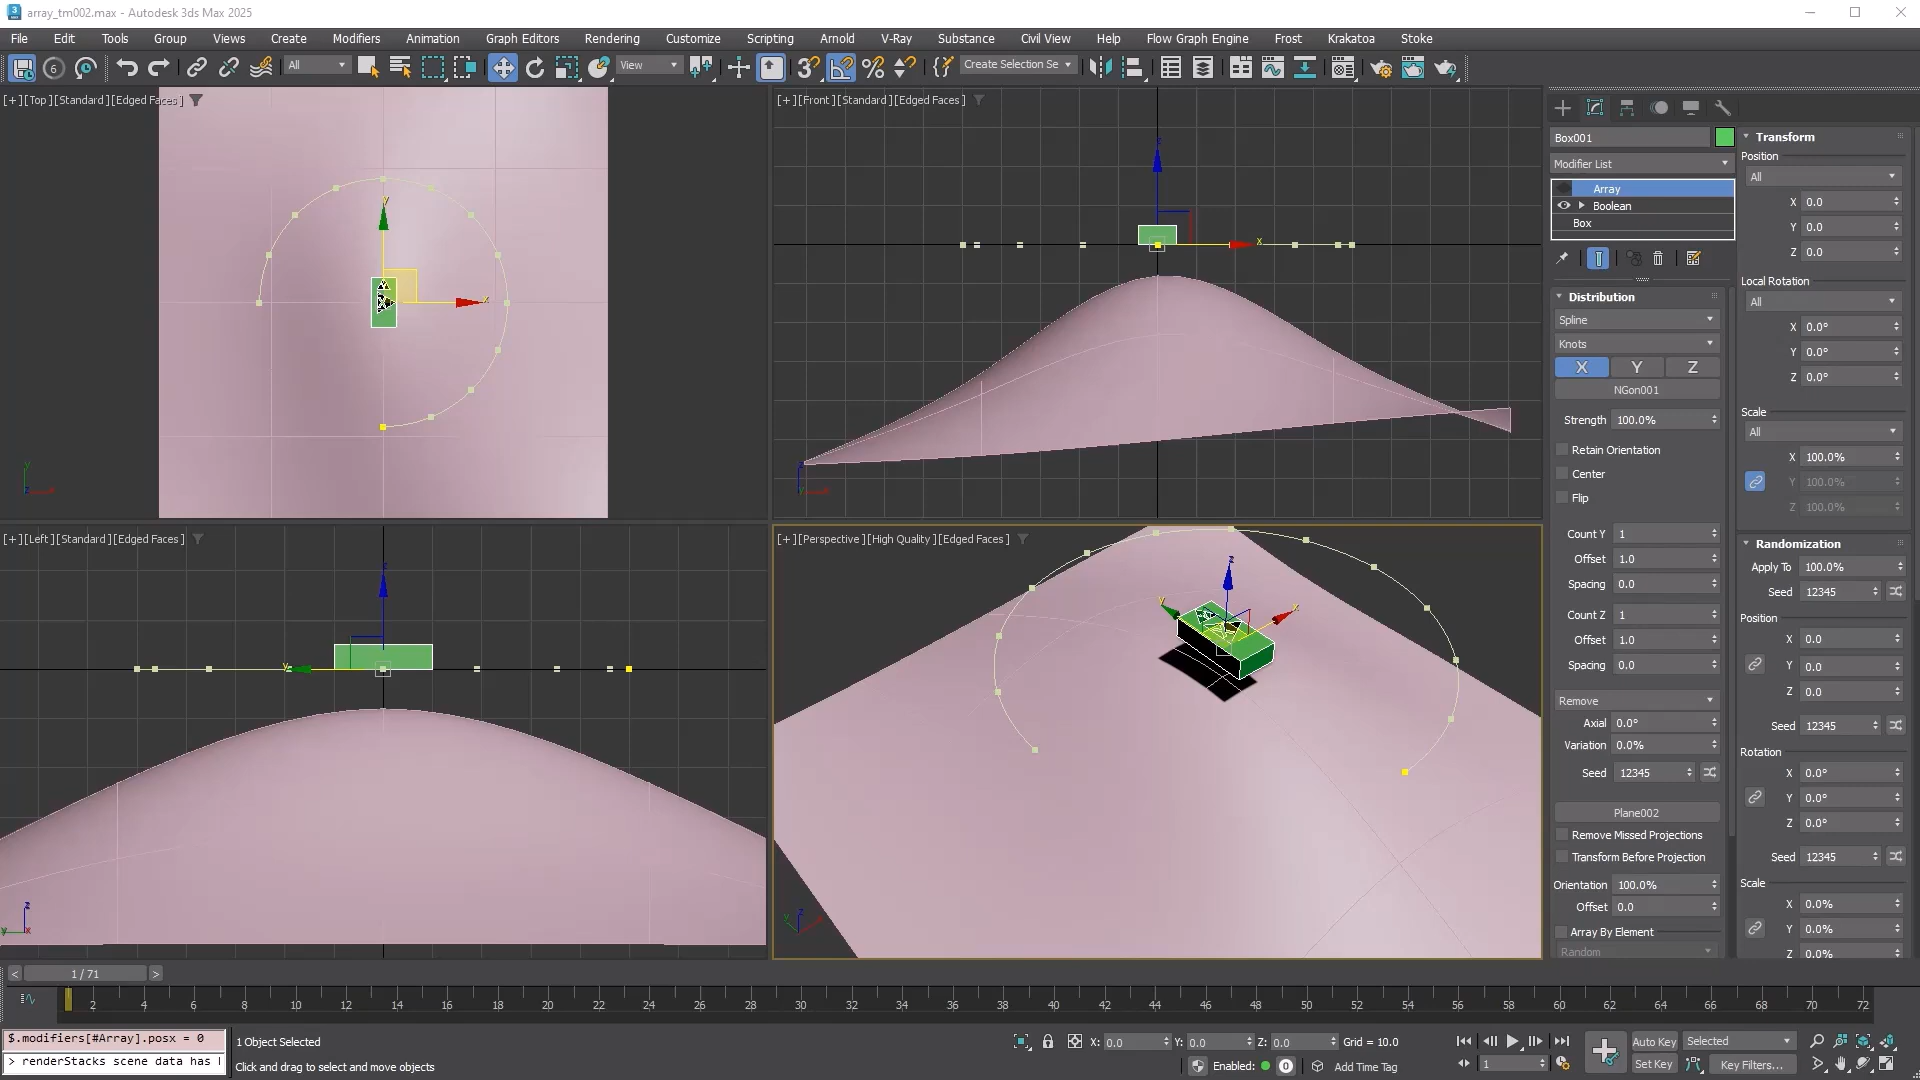 array_tm002.max - Autodesk 3ds Max 2025
File Edit Tools Group Views Create Modifiers Animation Graph Editors Rendering Customize Scripting Arnold V-Ray Substance Civil View Help Flow Graph Engine Frost Krakatoa Stoke
All View Create Selection Se
[+][Top][Standard][Edged Faces]
[+][Front][Standard][Edged Faces]
[+][Left][Standard][Edged Faces]
[+][Perspective][High Quality][Edged Faces]
Box001
Modifier List
Array
Boolean
Box
Distribution
Spline
Knots
X Y Z
NGon001
Strength 100.0%
Retain Orientation
Center
Flip
Count Y 1
Offset 1.0
Spacing 0.0
Count Z 1
Offset 1.0
Spacing 0.0
Remove
Axial 0.0°
Variation 0.0%
Seed 12345
Plane002
Remove Missed Projections
Transform Before Projection
Orientation 100.0%
Offset 0.0
Array By Element
Random
Transform
Position
All
X 0.0
Y 0.0
Z 0.0
Local Rotation
All
X 0.0°
Y 0.0°
Z 0.0°
Scale
All
X 100.0%
Y 100.0%
Z 100.0%
Randomization
Apply To 100.0%
Seed 12345
Position
X 0.0
Y 0.0
Z 0.0
Seed 12345
Rotation
X 0.0°
Y 0.0°
Z 0.0°
Seed 12345
Scale
X 0.0%
Y 0.0%
Z 0.0%
< 1 / 71 >
2 4 6 8 10 12 14 16 18 20 22 24 26 28 30 32 34 36 38 40 42 44 46 48 50 52 54 56 58 60 62 64 66 68 70 72
$.modifiers[#Array].posx = 0
> renderStacks scene data has
1 Object Selected
Click and drag to select and move objects
X: 0.0 Y: 0.0 Z: 0.0 Grid = 10.0
Enabled: 0 Add Time Tag
1
Auto Key Selected
Set Key Key Filters...